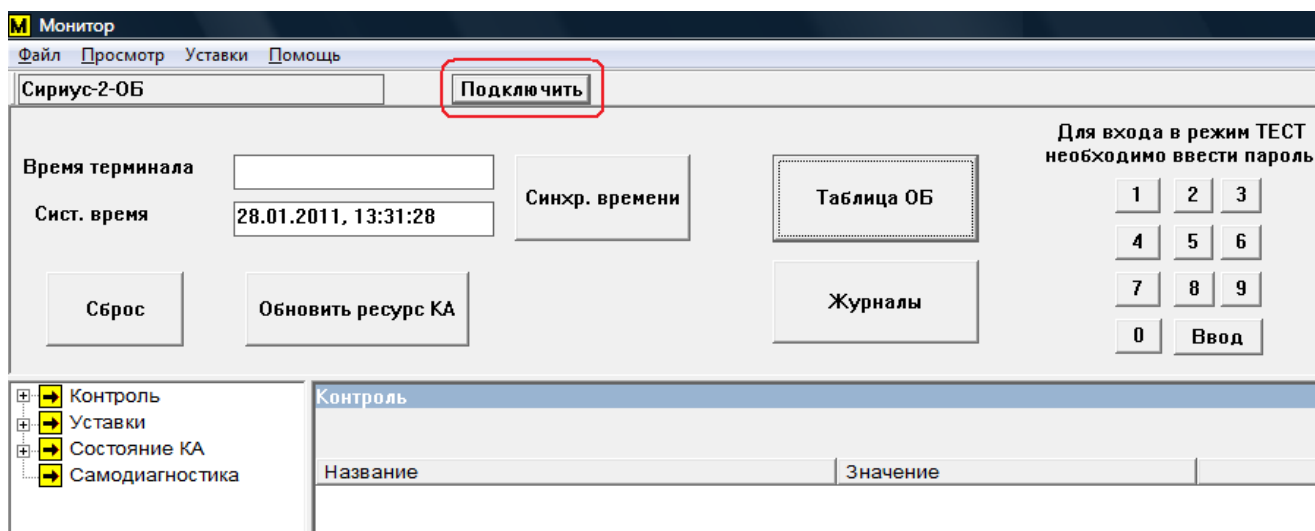 М Монитор
Файл Просмотр Уставки Помощь
Сириус-2-ОБ Подключить
Для входа в режим ТЕСТ
необходимо ввести пароль
Время терминала
Синхр. времени Таблица ОБ
1 2 3
Сист. время 28.01.2011, 13:31:28
4 5 6
Сброс Обновить ресурс КА Журналы
7 8 9
0 Ввод
Контроль
Уставки
Состояние КА
Самодиагностика
Контроль
Название Значение